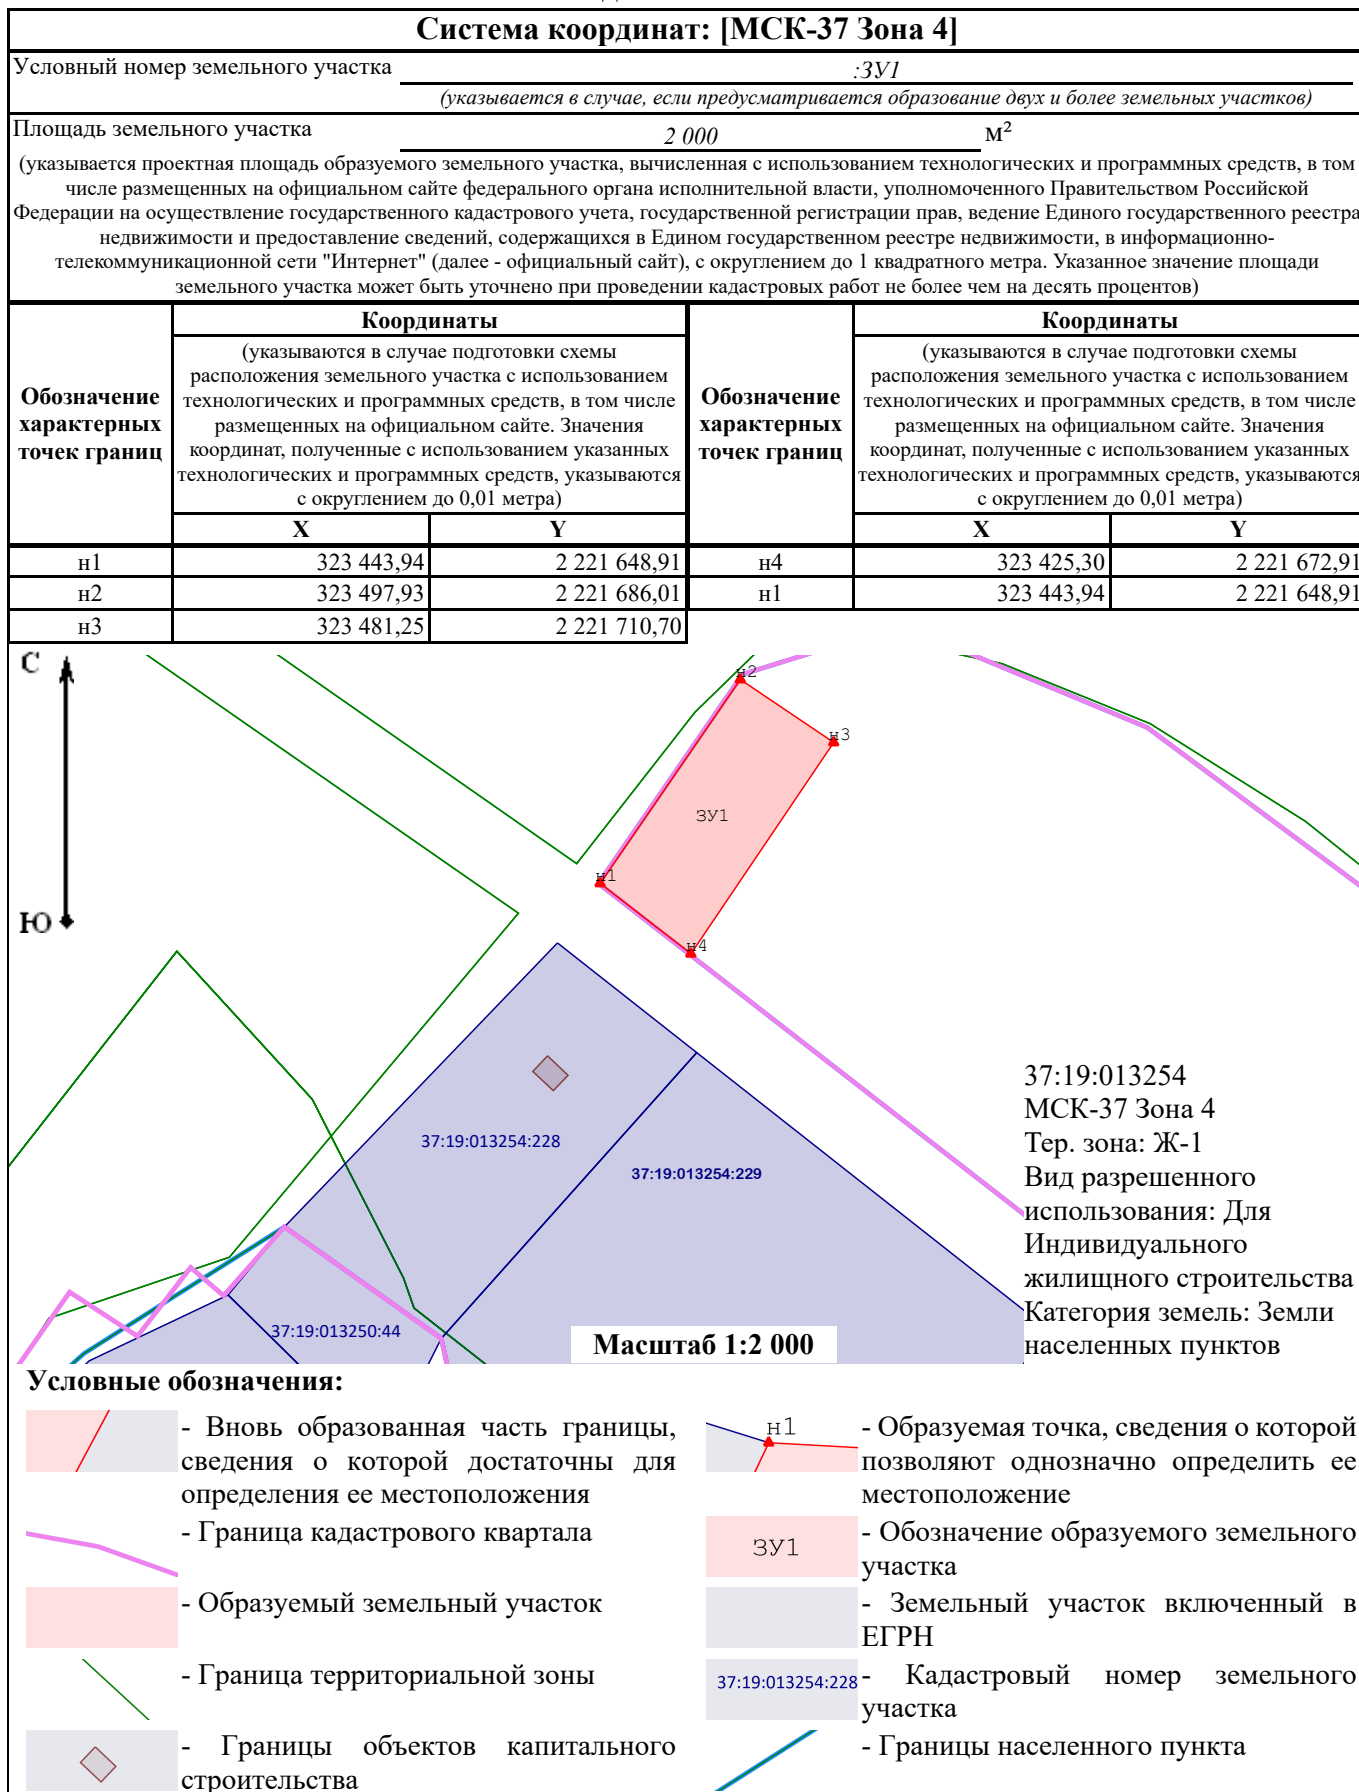 Система координат: [МСК-37 Зона 4]
Условный номер земельного участка :ЗУ1
(указывается в случае, если предусматривается образование двух и более земельных участков)
Площадь земельного участка 2 000 м²
(указывается проектная площадь образуемого земельного участка, вычисленная с использованием технологических и программных средств, в том
числе размещенных на официальном сайте федерального органа исполнительной власти, уполномоченного Правительством Российской
Федерации на осуществление государственного кадастрового учета, государственной регистрации прав, ведение Единого государственного реестра
недвижимости и предоставление сведений, содержащихся в Едином государственном реестре недвижимости, в информационно-
телекоммуникационной сети "Интернет" (далее - официальный сайт), с округлением до 1 квадратного метра. Указанное значение площади
земельного участка может быть уточнено при проведении кадастровых работ не более чем на десять процентов)
Обозначение
характерных
точек границ
Координаты
(указываются в случае подготовки схемы
расположения земельного участка с использованием
технологических и программных средств, в том числе
размещенных на официальном сайте. Значения
координат, полученные с использованием указанных
технологических и программных средств, указываются
с округлением до 0,01 метра)
X Y
Обозначение
характерных
точек границ
Координаты
(указываются в случае подготовки схемы
расположения земельного участка с использованием
технологических и программных средств, в том числе
размещенных на официальном сайте. Значения
координат, полученные с использованием указанных
технологических и программных средств, указываются
с округлением до 0,01 метра)
X Y
н1 323 443,94 2 221 648,91 н4 323 425,30 2 221 672,91
н2 323 497,93 2 221 686,01 н1 323 443,94 2 221 648,91
н3 323 481,25 2 221 710,70
С
Ю
н2
н3
ЗУ1
н1
н4
37:19:013254:228
37:19:013254:229
37:19:013250:44
37:19:013254
МСК-37 Зона 4
Тер. зона: Ж-1
Вид разрешенного
использования: Для
Индивидуального
жилищного строительства
Категория земель: Земли
населенных пунктов
Масштаб 1:2 000
Условные обозначения:
- Вновь образованная часть границы,
сведения о которой достаточны для
определения ее местоположения
н1
- Образуемая точка, сведения о которой
позволяют однозначно определить ее
местоположение
- Граница кадастрового квартала
ЗУ1
- Обозначение образуемого земельного
участка
- Образуемый земельный участок
- Земельный участок включенный в
ЕГРН
- Граница территориальной зоны
37:19:013254:228
- Кадастровый номер земельного
участка
- Границы объектов капитального
строительства
- Границы населенного пункта